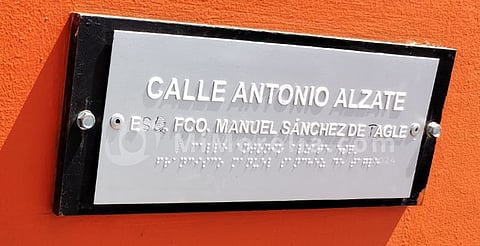 CALLE ANTONIO ALZATE
ESQ. FCO. MANUEL SÁNCHEZ DE TAGLE